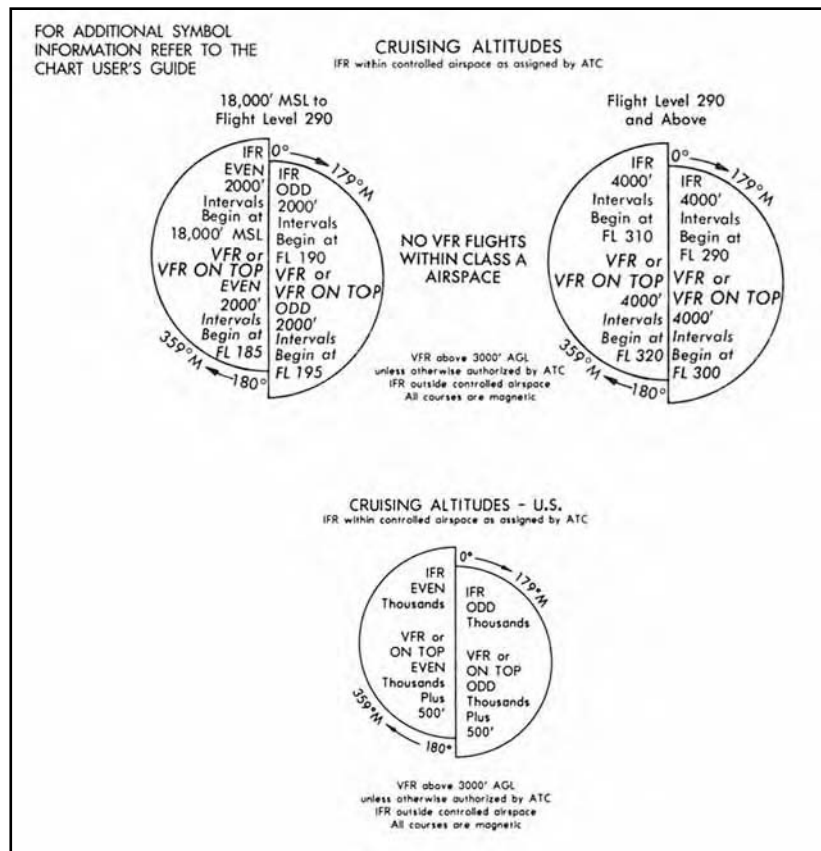 FOR ADDITIONAL SYMBOL
INFORMATION REFER TO THE
CHART USER'S GUIDE
CRUISING ALTITUDES
IFR within controlled airspace as assigned by ATC
18,000' MSL to
Flight Level 290
IFR
EVEN
2000'
Intervals
Begin at
18,000' MSL
VFR or
VFR ON TOP
EVEN
2000'
Intervals
Begin at
FL 185
0°
179°M
IFR
ODD
2000'
Intervals
Begin at
FL 190
VFR or
VFR ON TOP
ODD
2000'
Intervals
Begin at
FL 195
359°M
180°
NO VFR FLIGHTS
WITHIN CLASS A
AIRSPACE
VFR above 3000' AGL
unless otherwise authorized by ATC
IFR outside controlled airspace
All courses are magnetic
Flight Level 290
and Above
IFR
4000'
Intervals
Begin at
FL 310
VFR or
VFR ON TOP
4000'
Intervals
Begin at
FL 320
0°
179°M
IFR
4000'
Intervals
Begin at
FL 290
VFR or
VFR ON TOP
4000'
Intervals
Begin at
FL 300
359°M
180°
CRUISING ALTITUDES - U.S.
IFR within controlled airspace as assigned by ATC
IFR
EVEN
Thousands
VFR or
ON TOP
EVEN
Thousands
Plus
500'
0°
179°M
IFR
ODD
Thousands
VFR or
ON TOP
ODD
Thousands
Plus
500'
359°M
180°
VFR above 3000' AGL
unless otherwise authorized by ATC
IFR outside controlled airspace
All courses are magnetic